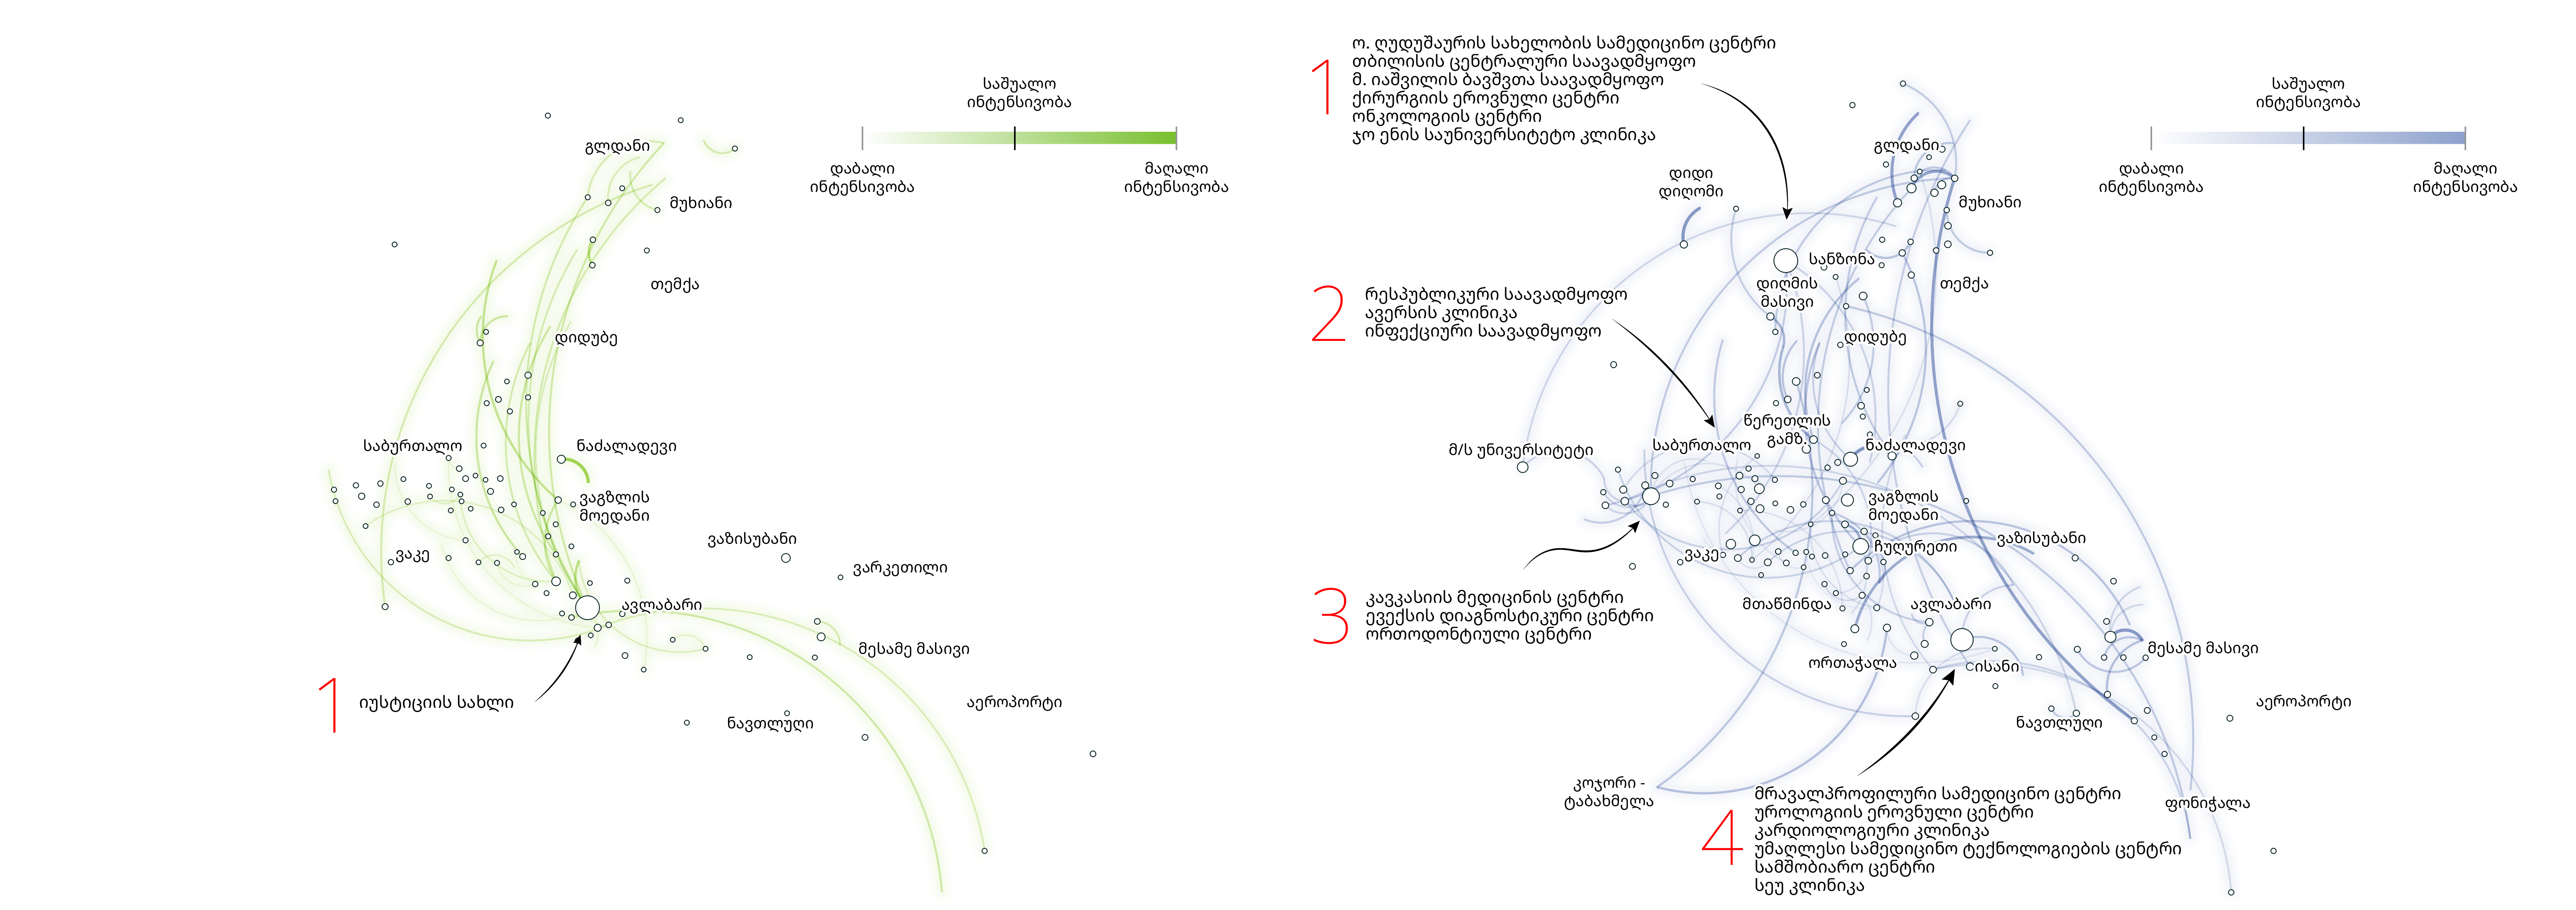 საშუალო
ინტენსივობა
დაბალი
ინტენსივობა
მაღალი
ინტენსივობა
გლდანი
მუხიანი
თემქა
დიდუბე
საბურთალო
ნაძალადევი
ვაგზლის
მოედანი
ვაზისუბანი
ვაკე
ვარკეთილი
ავლაბარი
მესამე მასივი
აეროპორტი
ნავთლუღი
1
იუსტიციის სახლი
1
ო. ღუდუშაურის სახელობის სამედიცინო ცენტრი
თბილისის ცენტრალური საავადმყოფო
მ. იაშვილის ბავშვთა საავადმყოფო
ქირურგიის ეროვნული ცენტრი
ონკოლოგიის ცენტრი
ჯო ენის საუნივერსიტეტო კლინიკა
საშუალო
ინტენსივობა
დაბალი
ინტენსივობა
მაღალი
ინტენსივობა
გლდანი
დიდი
დიღომი
მუხიანი
სანზონა
დიღმის
მასივი
თემქა
2
რესპუბლიკური საავადმყოფო
ავერსის კლინიკა
ინფექციური საავადმყოფო
დიდუბე
წერეთლის
გამზ.
მ/ს უნივერსიტეტი
საბურთალო
ნაძალადევი
ვაგზლის
მოედანი
ვაკე
ჩუღურეთი
ვაზისუბანი
3
კავკასიის მედიცინის ცენტრი
ევექსის დიაგნოსტიკური ცენტრი
ორთოდონტიული ცენტრი
მთაწმინდა
ავლაბარი
ორთაჭალა
ისანი
მესამე მასივი
აეროპორტი
ნავთლუღი
კოჯორი -
ტაბახმელა
ფონიჭალა
4
მრავალპროფილური სამედიცინო ცენტრი
უროლოგიის ეროვნული ცენტრი
კარდიოლოგიური კლინიკა
უმაღლესი სამედიცინო ტექნოლოგიების ცენტრი
სამშობიარო ცენტრი
სეუ კლინიკა